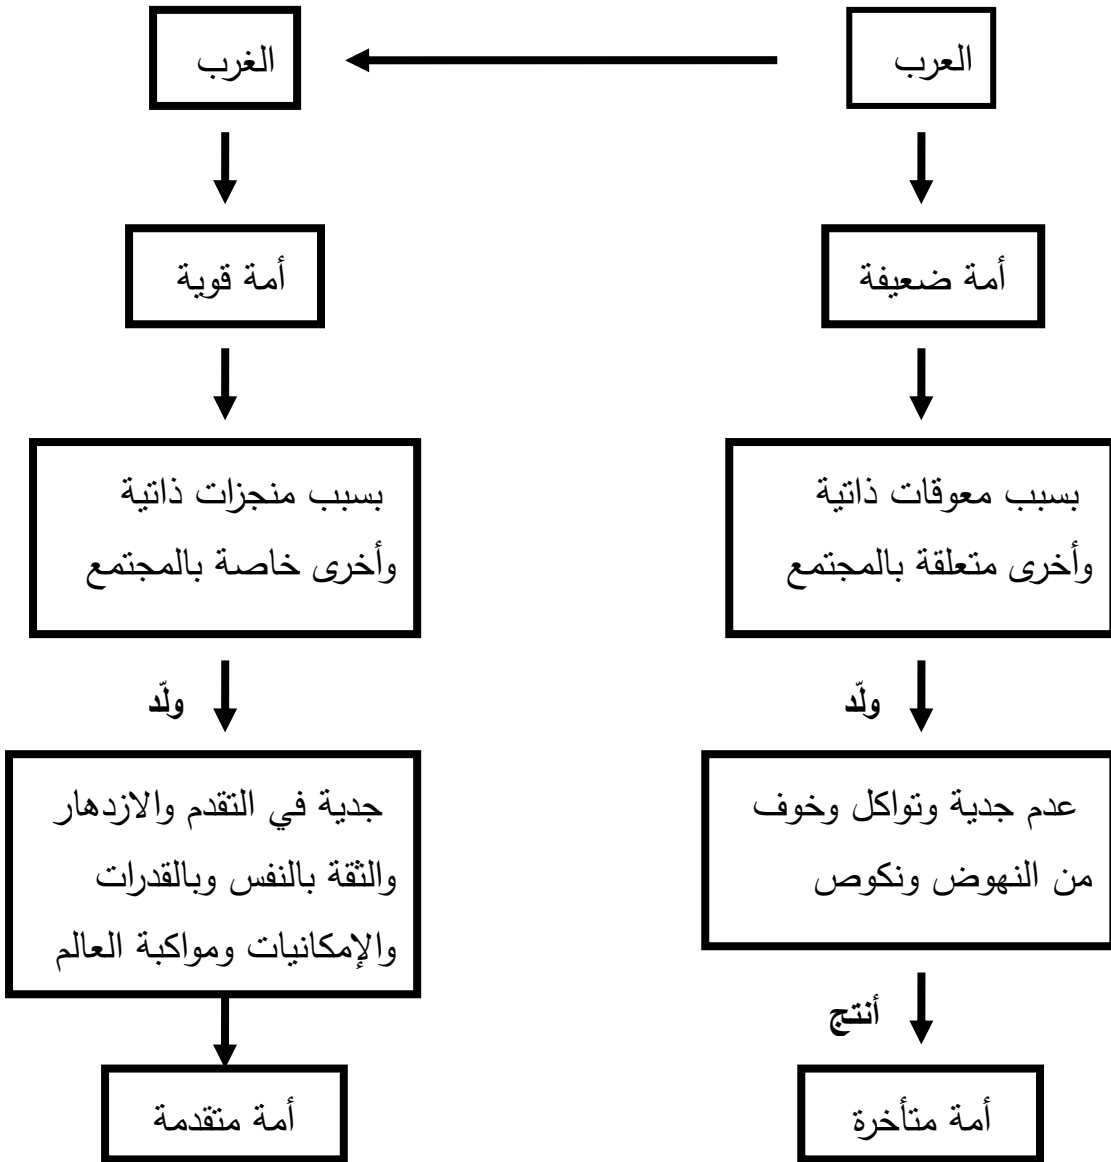 العرب
الغرب
أمة ضعيفة
أمة قوية
بسبب معوقات ذاتية
وأخرى متعلقة بالمجتمع
بسبب منجزات ذاتية
وأخرى خاصة بالمجتمع
ولّد
ولّد
عدم جدية وتواكل وخوف
من النهوض ونكوص
جدية في التقدم والازدهار
والثقة بالنفس وبالقدرات
والإمكانيات ومواكبة العالم
أنتج
أمة متأخرة
أمة متقدمة